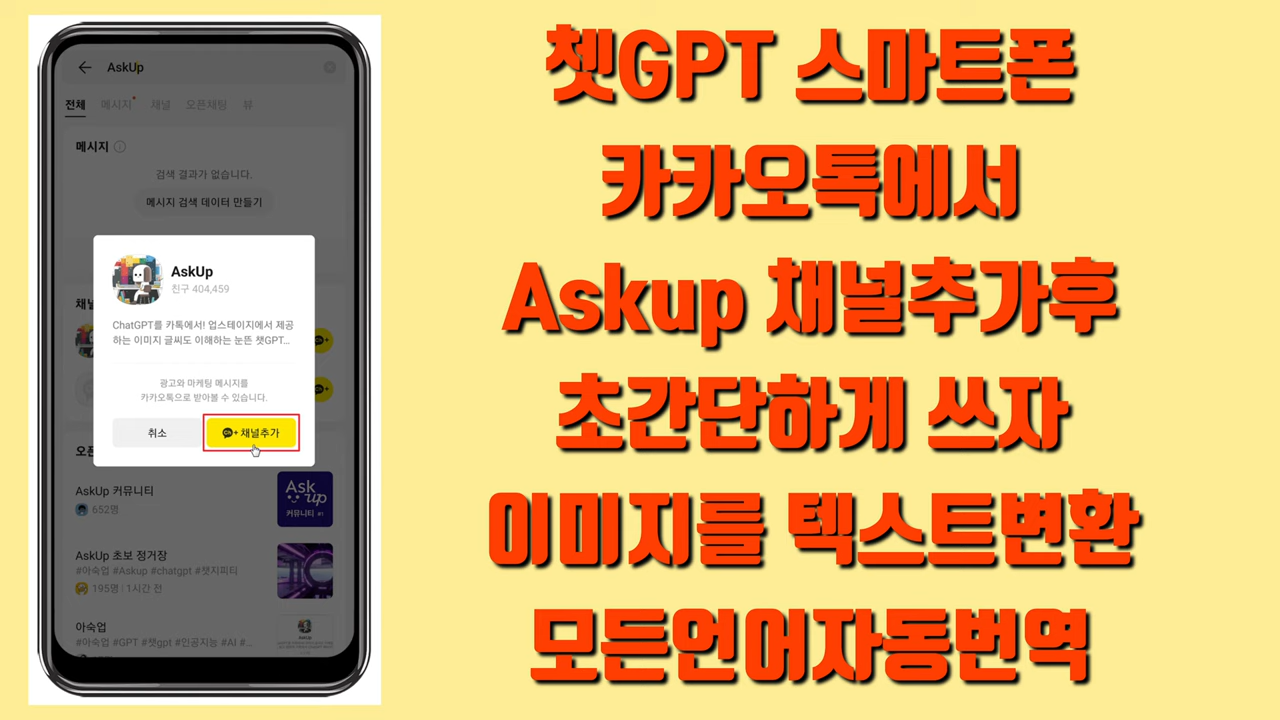 AskUp
전체 메시지 채널 오픈채팅 뷰
메시지
검색 결과가 없습니다.
메시지 검색 데이터 만들기
AskUp
친구 404,459
ChatGPT를 카톡에서! 업스테이지에서 제공
하는 이미지 글씨도 이해하는 눈뜬 챗GPT...
광고와 마케팅 메시지를
카카오톡으로 받아볼 수 있습니다.
취소
Ch+ 채널추가
AskUp 커뮤니티
652명
Ask
up
커뮤니티 #1
AskUp 초보 정거장
#아숙업 #Askup #chatgpt #챗지피티
195명 | 1시간 전
아숙업
#아숙업 #GPT #챗gpt #인공지능 #AI #...
AskUp
쳇GPT 스마트폰
카카오톡에서
Askup 채널추가후
초간단하게 쓰자
이미지를 텍스트변환
모든언어자동번역